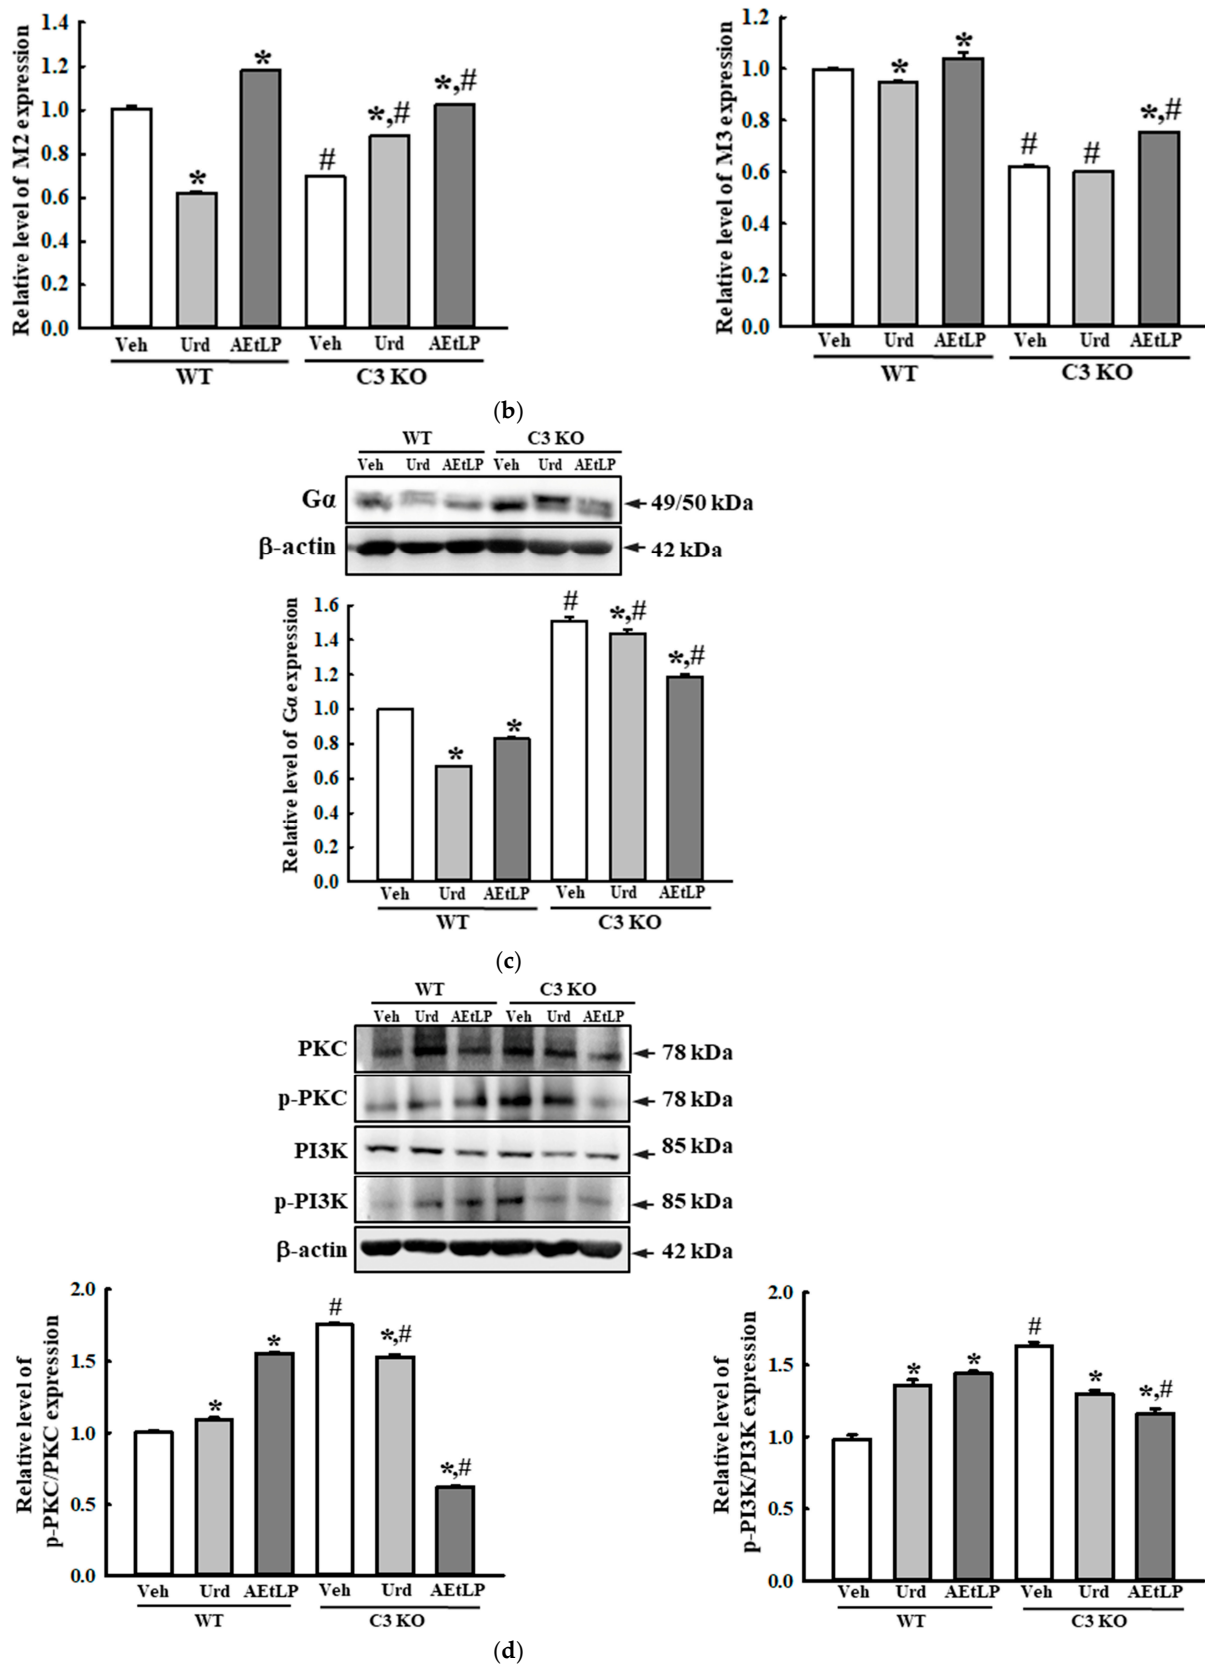 Relative level of M2 expression
1.4
1.2
1.0
0.8
0.6
0.4
0.2
0.0
*
*
#
*,#
*,#
Veh Urd AEtLP Veh Urd AEtLP
WT C3 KO
Relative level of M3 expression
1.2
1.0
0.8
0.6
0.4
0.2
0.0
*
*
#
#
*,#
Veh Urd AEtLP Veh Urd AEtLP
WT C3 KO
(b)
WT C3 KO
Veh Urd AEtLP Veh Urd AEtLP
Gα 49/50 kDa
β-actin 42 kDa
Relative level of Gα expression
1.6
1.4
1.2
1.0
0.8
0.6
0.4
0.2
0.0
*
*
#
*,#
*,#
Veh Urd AEtLP Veh Urd AEtLP
WT C3 KO
(c)
WT C3 KO
Veh Urd AEtLP Veh Urd AEtLP
PKC 78 kDa
p-PKC 78 kDa
PI3K 85 kDa
p-PI3K 85 kDa
β-actin 42 kDa
Relative level of
p-PKC/PKC expression
2.0
1.5
1.0
0.5
0.0
*
*
#
*,#
*,#
Veh Urd AEtLP Veh Urd AEtLP
WT C3 KO
Relative level of
p-PI3K/PI3K expression
2.0
1.5
1.0
0.5
0.0
*
*
#
*
*,#
Veh Urd AEtLP Veh Urd AEtLP
WT C3 KO
(d)